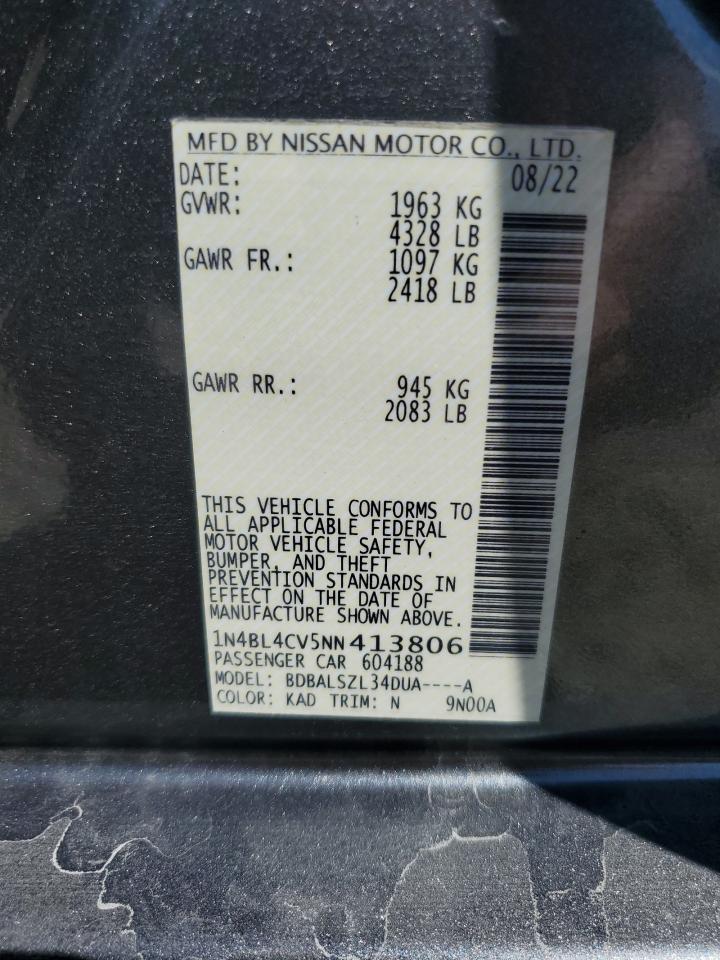 MFD BY NISSAN MOTOR CO., LTD.
DATE: 08/22
GVWR: 1963 KG
4328 LB
GAWR FR.: 1097 KG
2418 LB
GAWR RR.: 945 KG
2083 LB
THIS VEHICLE CONFORMS TO
ALL APPLICABLE FEDERAL
MOTOR VEHICLE SAFETY,
BUMPER, AND THEFT
PREVENTION STANDARDS IN
EFFECT ON THE DATE OF
MANUFACTURE SHOWN ABOVE.
1N4BL4CV5NN413806
PASSENGER CAR 604188
MODEL: BDBALSZL34DUA----A
COLOR: KAD TRIM: N 9N00A